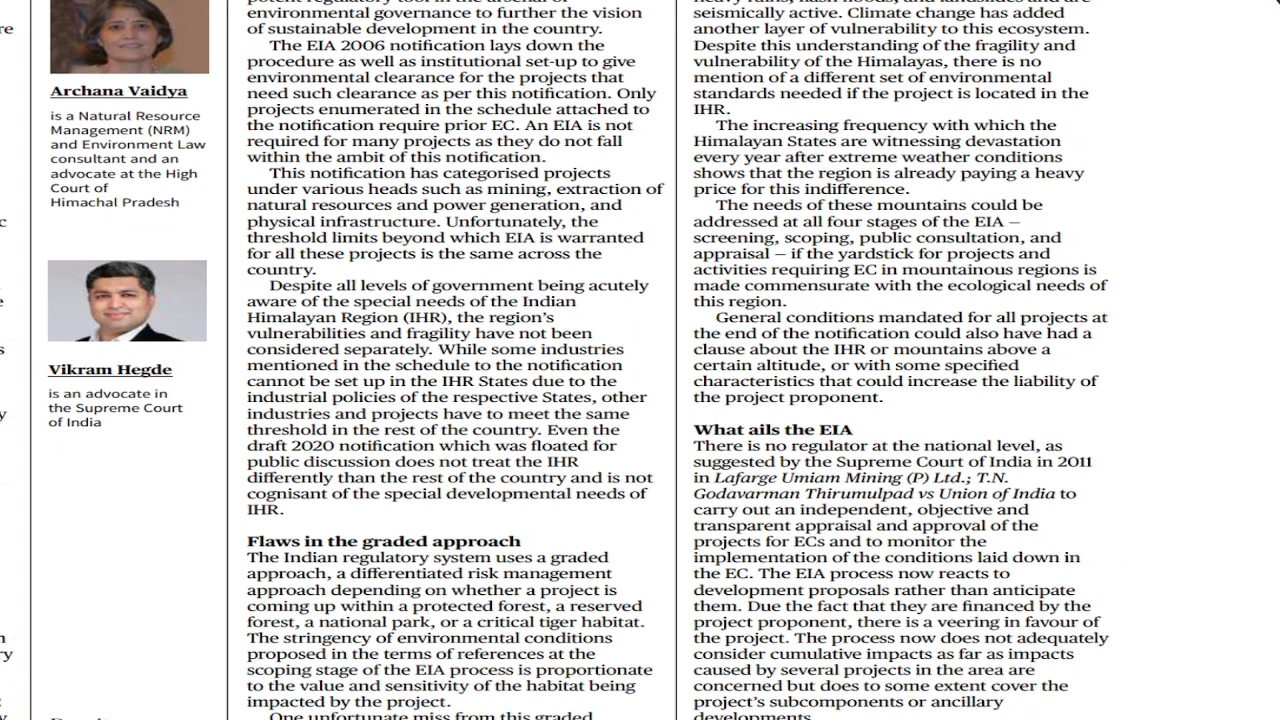 Archana Vaidya
is a Natural Resource
Management (NRM)
and Environment Law
consultant and an
advocate at the High
Court of
Himachal Pradesh
Vikram Hegde
is an advocate in
the Supreme Court
of India
potent regulatory tool in the arsenal of
environmental governance to further the vision
of sustainable development in the country.
The EIA 2006 notification lays down the
procedure as well as institutional set-up to give
environmental clearance for the projects that
need such clearance as per this notification. Only
projects enumerated in the schedule attached to
the notification require prior EC. An EIA is not
required for many projects as they do not fall
within the ambit of this notification.
This notification has categorised projects
under various heads such as mining, extraction of
natural resources and power generation, and
physical infrastructure. Unfortunately, the
threshold limits beyond which EIA is warranted
for all these projects is the same across the
country.
Despite all levels of government being acutely
aware of the special needs of the Indian
Himalayan Region (IHR), the region's
vulnerabilities and fragility have not been
considered separately. While some industries
mentioned in the schedule to the notification
cannot be set up in the IHR States due to the
industrial policies of the respective States, other
industries and projects have to meet the same
threshold in the rest of the country. Even the
draft 2020 notification which was floated for
public discussion does not treat the IHR
differently than the rest of the country and is not
cognisant of the special developmental needs of
IHR.
Flaws in the graded approach
The Indian regulatory system uses a graded
approach, a differentiated risk management
approach depending on whether a project is
coming up within a protected forest, a reserved
forest, a national park, or a critical tiger habitat.
The stringency of environmental conditions
proposed in the terms of references at the
scoping stage of the EIA process is proportionate
to the value and sensitivity of the habitat being
impacted by the project.
One unfortunate miss from this graded
heavy rains, flash floods, and landslides and are
seismically active. Climate change has added
another layer of vulnerability to this ecosystem.
Despite this understanding of the fragility and
vulnerability of the Himalayas, there is no
mention of a different set of environmental
standards needed if the project is located in the
IHR.
The increasing frequency with which the
Himalayan States are witnessing devastation
every year after extreme weather conditions
shows that the region is already paying a heavy
price for this indifference.
The needs of these mountains could be
addressed at all four stages of the EIA —
screening, scoping, public consultation, and
appraisal — if the yardstick for projects and
activities requiring EC in mountainous regions is
made commensurate with the ecological needs of
this region.
General conditions mandated for all projects at
the end of the notification could also have had a
clause about the IHR or mountains above a
certain altitude, or with some specified
characteristics that could increase the liability of
the project proponent.
What ails the EIA
There is no regulator at the national level, as
suggested by the Supreme Court of India in 2011
in Lafarge Umiam Mining (P) Ltd.; T.N.
Godavarman Thirumulpad vs Union of India to
carry out an independent, objective and
transparent appraisal and approval of the
projects for ECs and to monitor the
implementation of the conditions laid down in
the EC. The EIA process now reacts to
development proposals rather than anticipate
them. Due the fact that they are financed by the
project proponent, there is a veering in favour of
the project. The process now does not adequately
consider cumulative impacts as far as impacts
caused by several projects in the area are
concerned but does to some extent cover the
project's subcomponents or ancillary
developments.